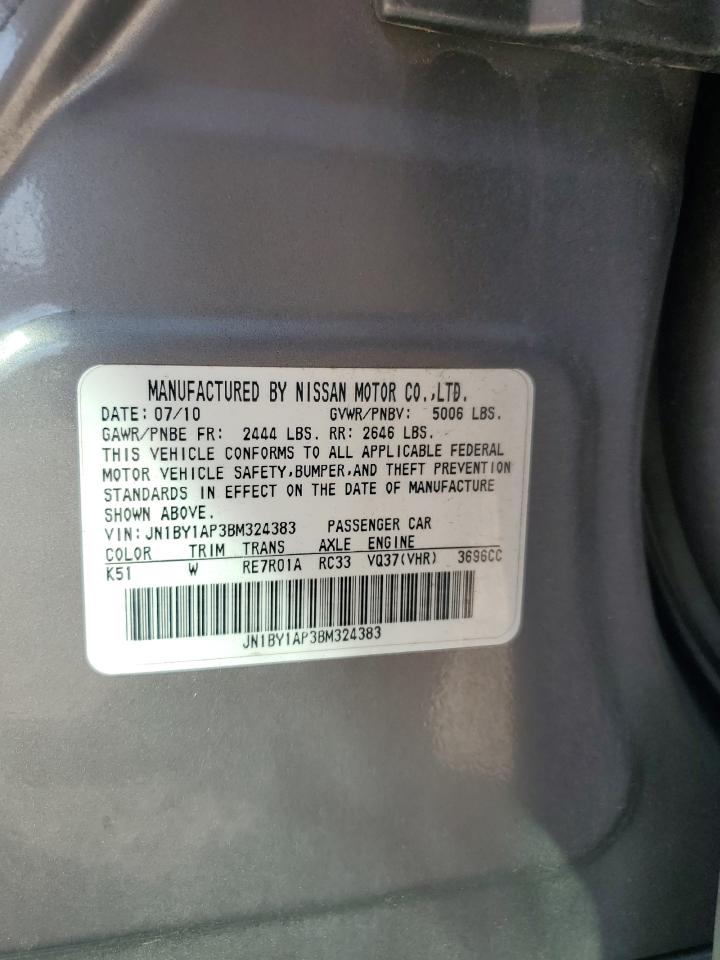 MANUFACTURED BY NISSAN MOTOR CO.,LTD.
DATE: 07/10 GVWR/PNBV: 5006 LBS.
GAWR/PNBE FR: 2444 LBS. RR: 2646 LBS.
THIS VEHICLE CONFORMS TO ALL APPLICABLE FEDERAL
MOTOR VEHICLE SAFETY,BUMPER,AND THEFT PREVENTION
STANDARDS IN EFFECT ON THE DATE OF MANUFACTURE
SHOWN ABOVE.
VIN:JN1BY1AP3BM324383 PASSENGER CAR
COLOR TRIM TRANS AXLE ENGINE
K51 W RE7R01A RC33 VQ37(VHR) 3696CC
JN1BY1AP3BM324383